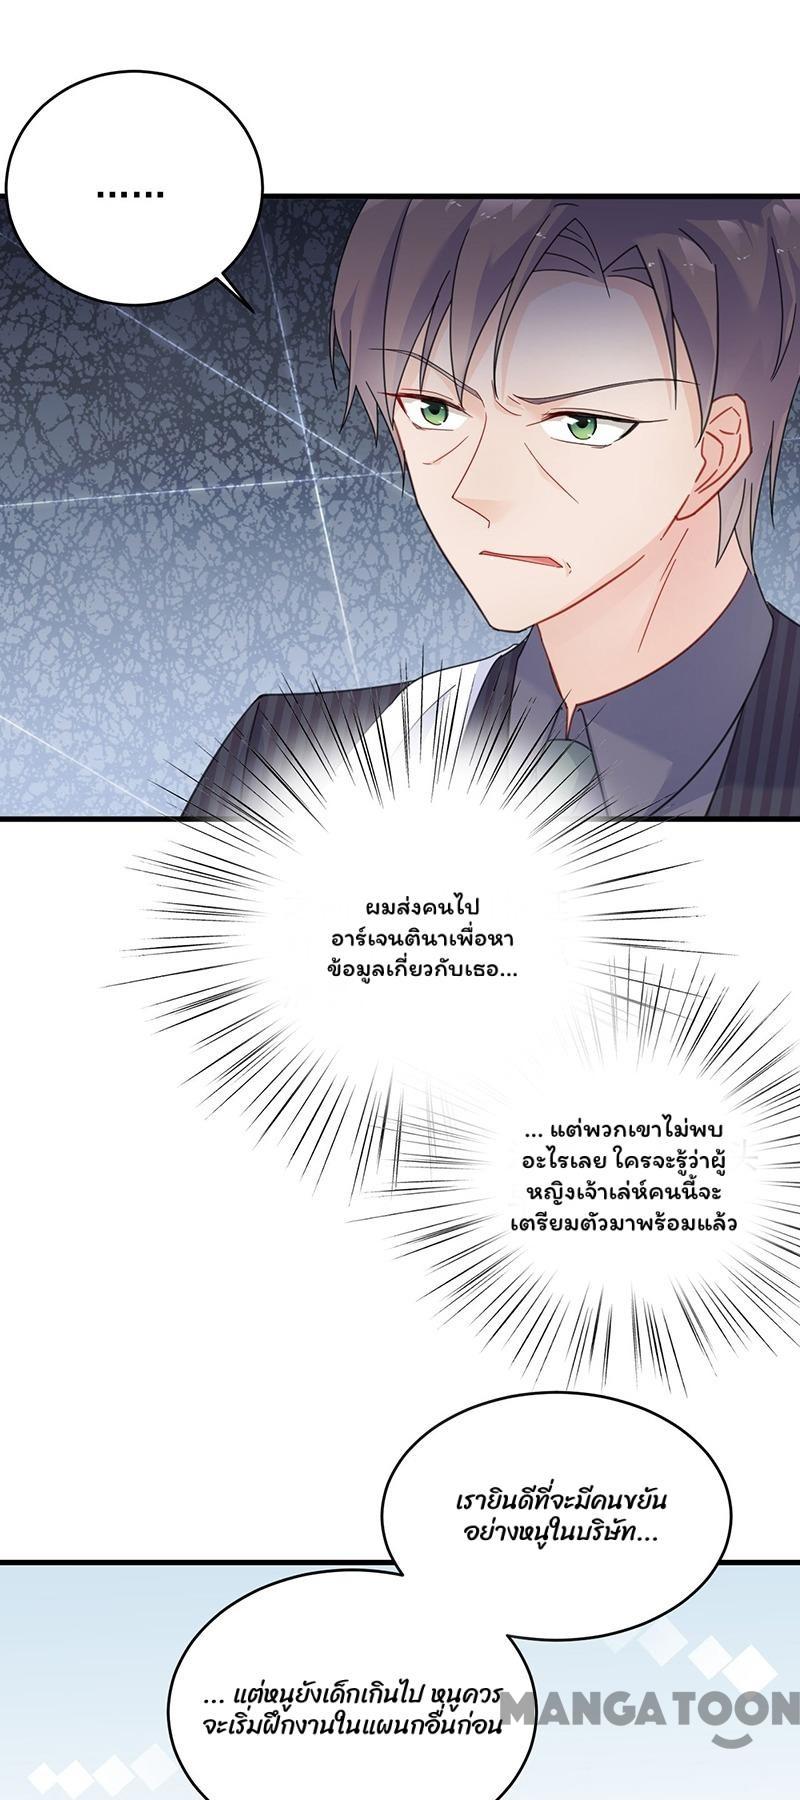 ......
ผมส่งคนไป
อาร์เจนตินาเพื่อหา
ข้อมูลเกี่ยวกับเธอ...
... แต่พวกเขาไม่พบ
อะไรเลย ใครจะรู้ว่าผู้
หญิงเจ้าเล่ห์คนนี้จะ
เตรียมตัวมาพร้อมแล้ว
เรายินดีที่จะมีคนขยัน
อย่างหนูในบริษัท...
... แต่หนูยังเด็กเกินไป หนูควร
จะเริ่มฝึกงานในแผนกอื่นก่อน
MANGATOON